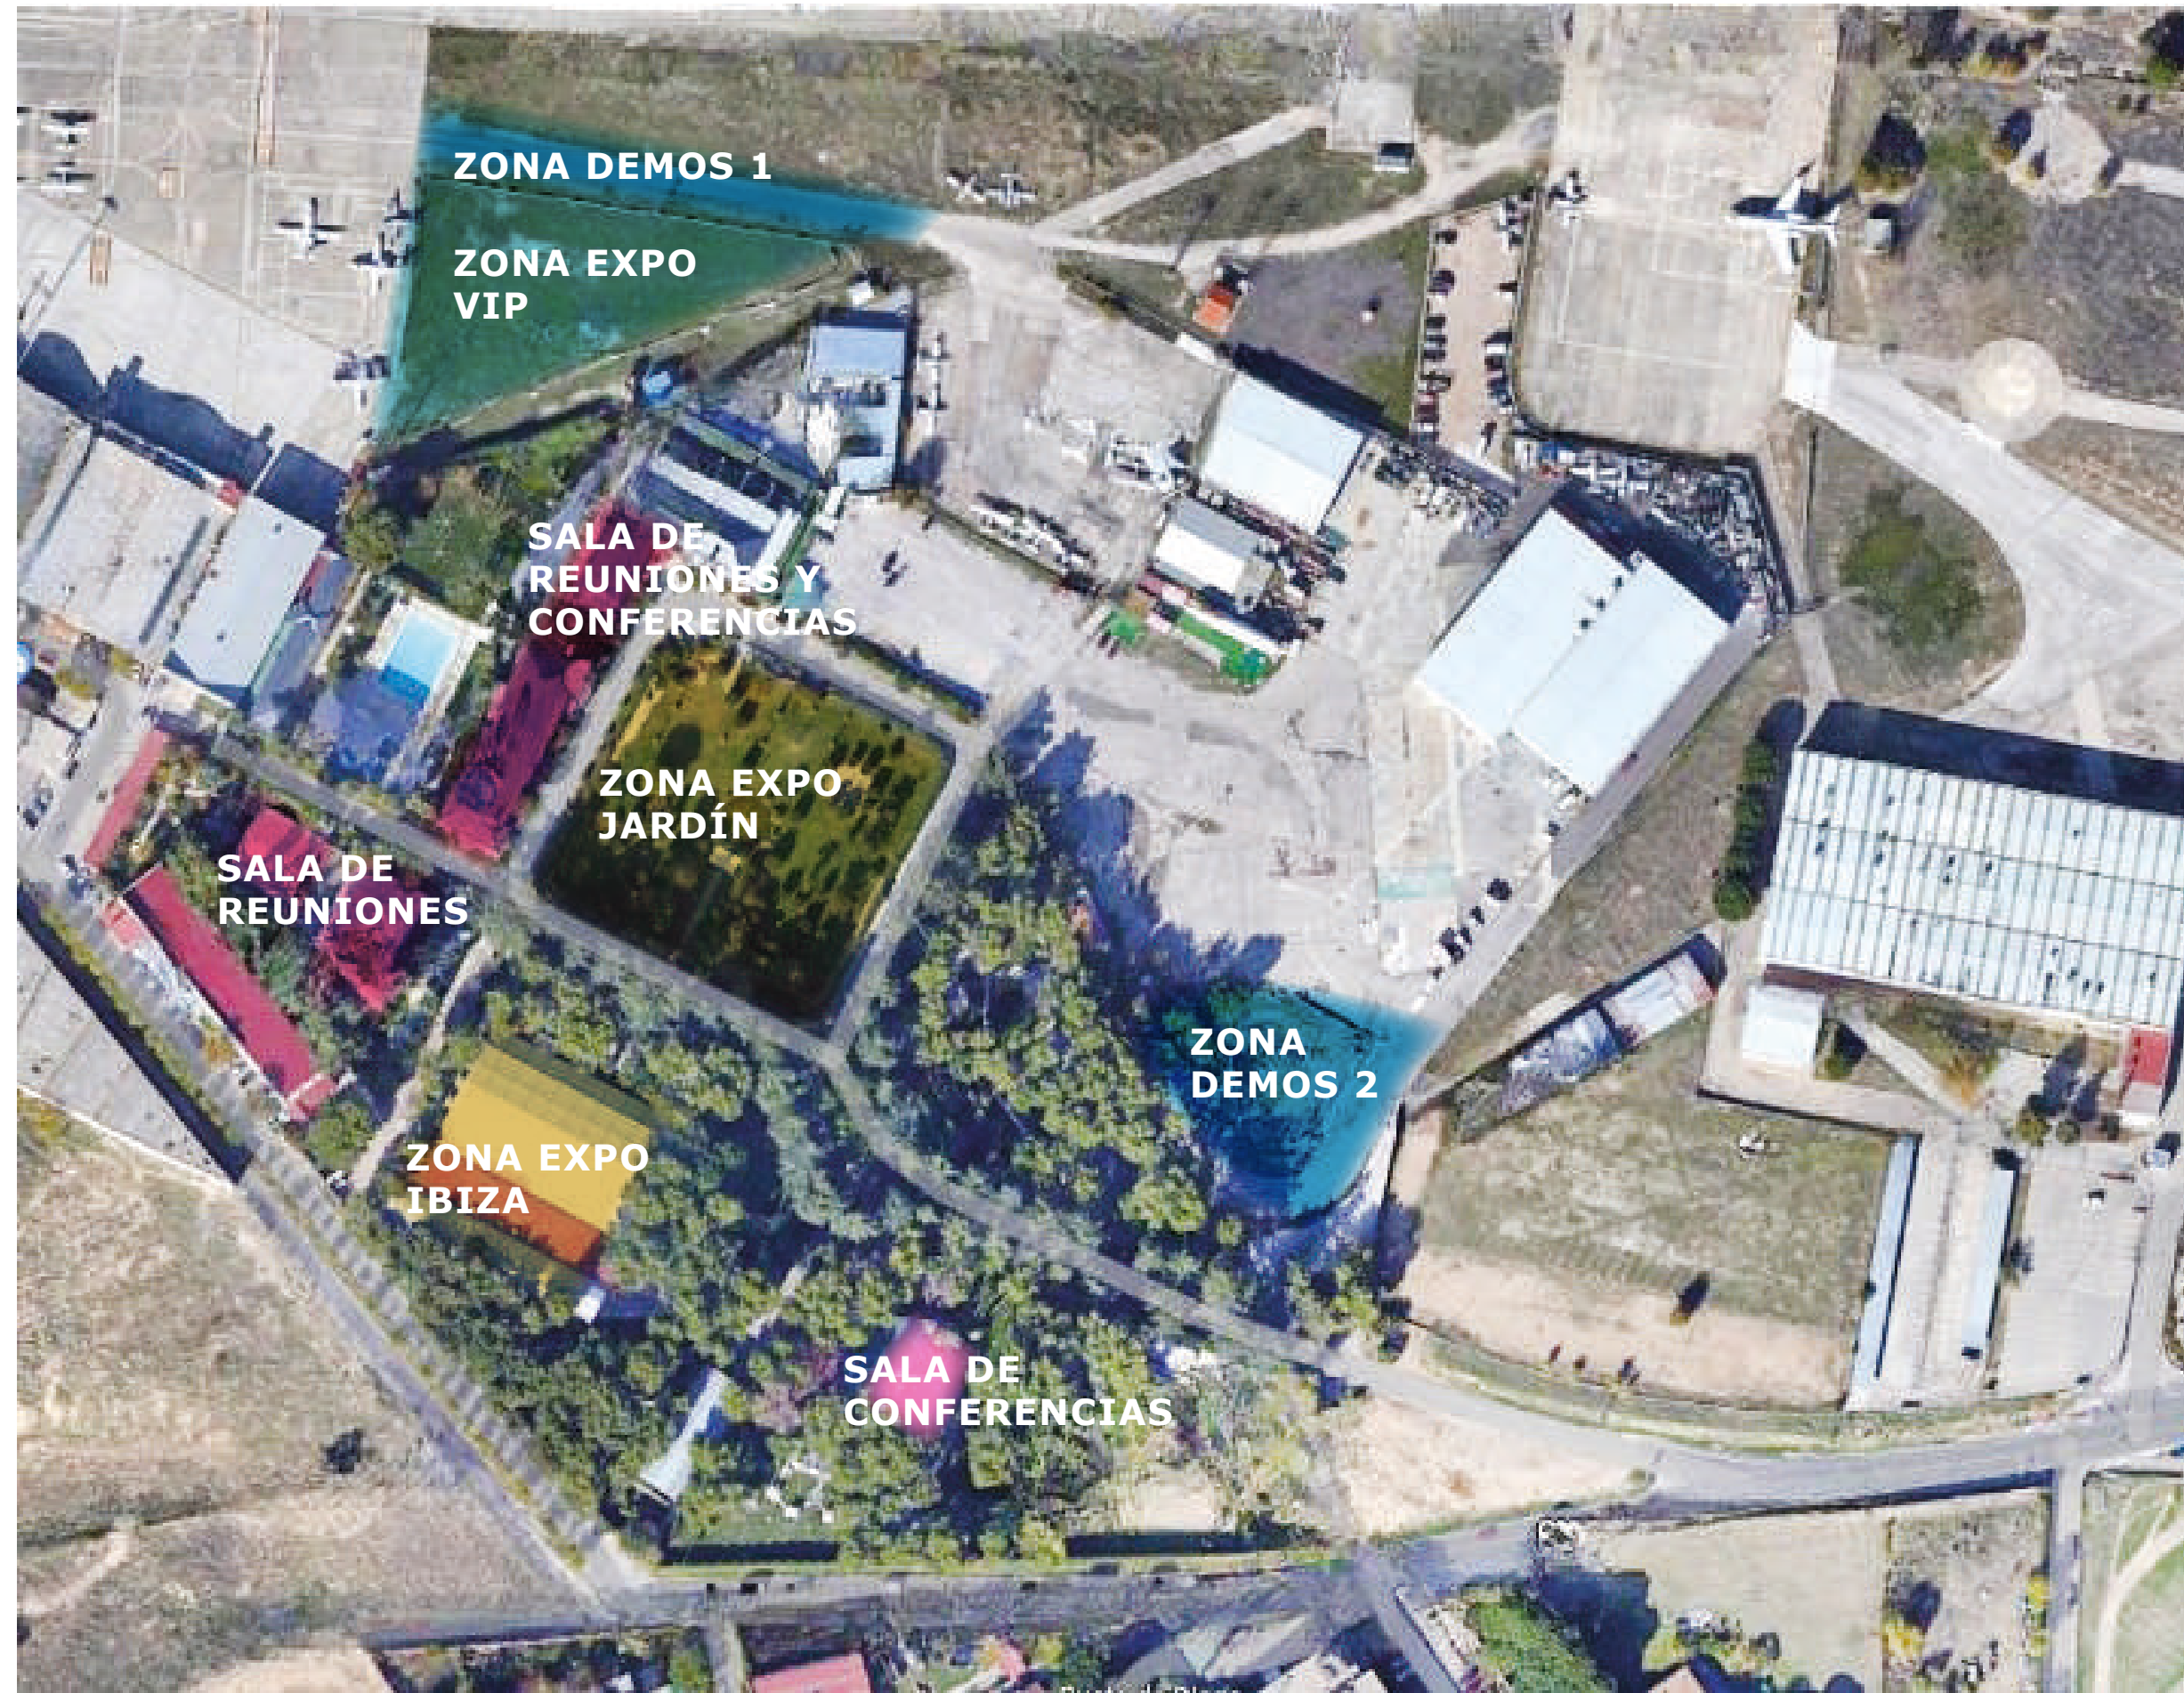 ZONA DEMOS 1
ZONA EXPO
VIP
SALA DE
REUNIONES Y
CONFERENCIAS
ZONA EXPO
JARDÍN
SALA DE
REUNIONES
ZONA
DEMOS 2
ZONA EXPO
IBIZA
SALA DE
CONFERENCIAS